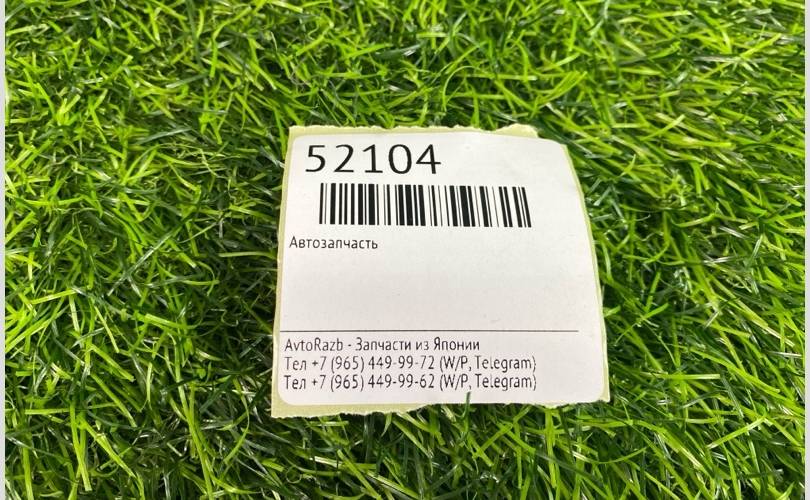 52104
Автозапчасть
AvtoRazb - Запчасти из Японии
Тел +7 (965) 449-99-72 (W/P, Telegram)
Тел +7 (965) 449-99-62 (W/P, Telegram)